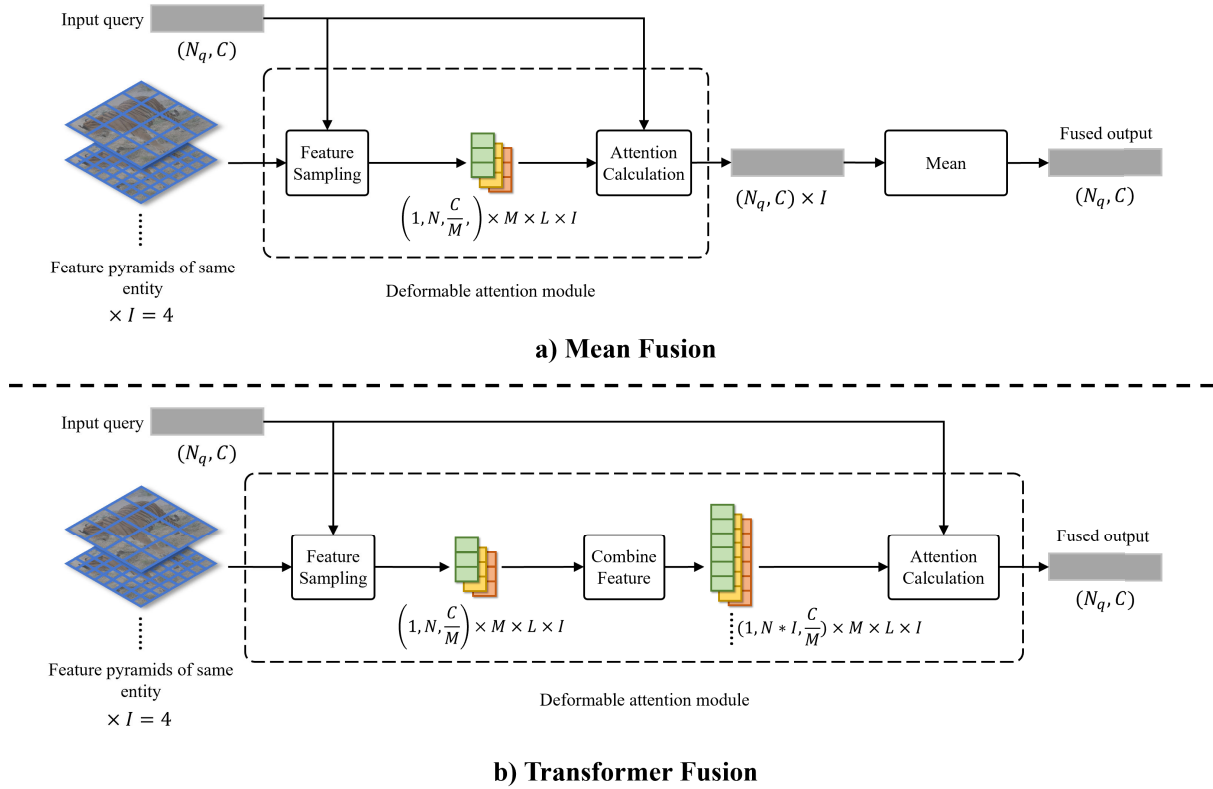 Input query
(N_q, C)
Feature
Sampling
Attention
Calculation
Mean
Fused output
(N_q, C) × I
(N_q, C)
(1, N, C/M, ) × M × L × I
Feature pyramids of same
entity
× I = 4
Deformable attention module
a) Mean Fusion
Input query
(N_q, C)
Feature
Sampling
Combine
Feature
Attention
Calculation
Fused output
(N_q, C)
(1, N, C/M) × M × L × I
(1, N * I, C/M) × M × L × I
Feature pyramids of same
entity
× I = 4
Deformable attention module
b) Transformer Fusion